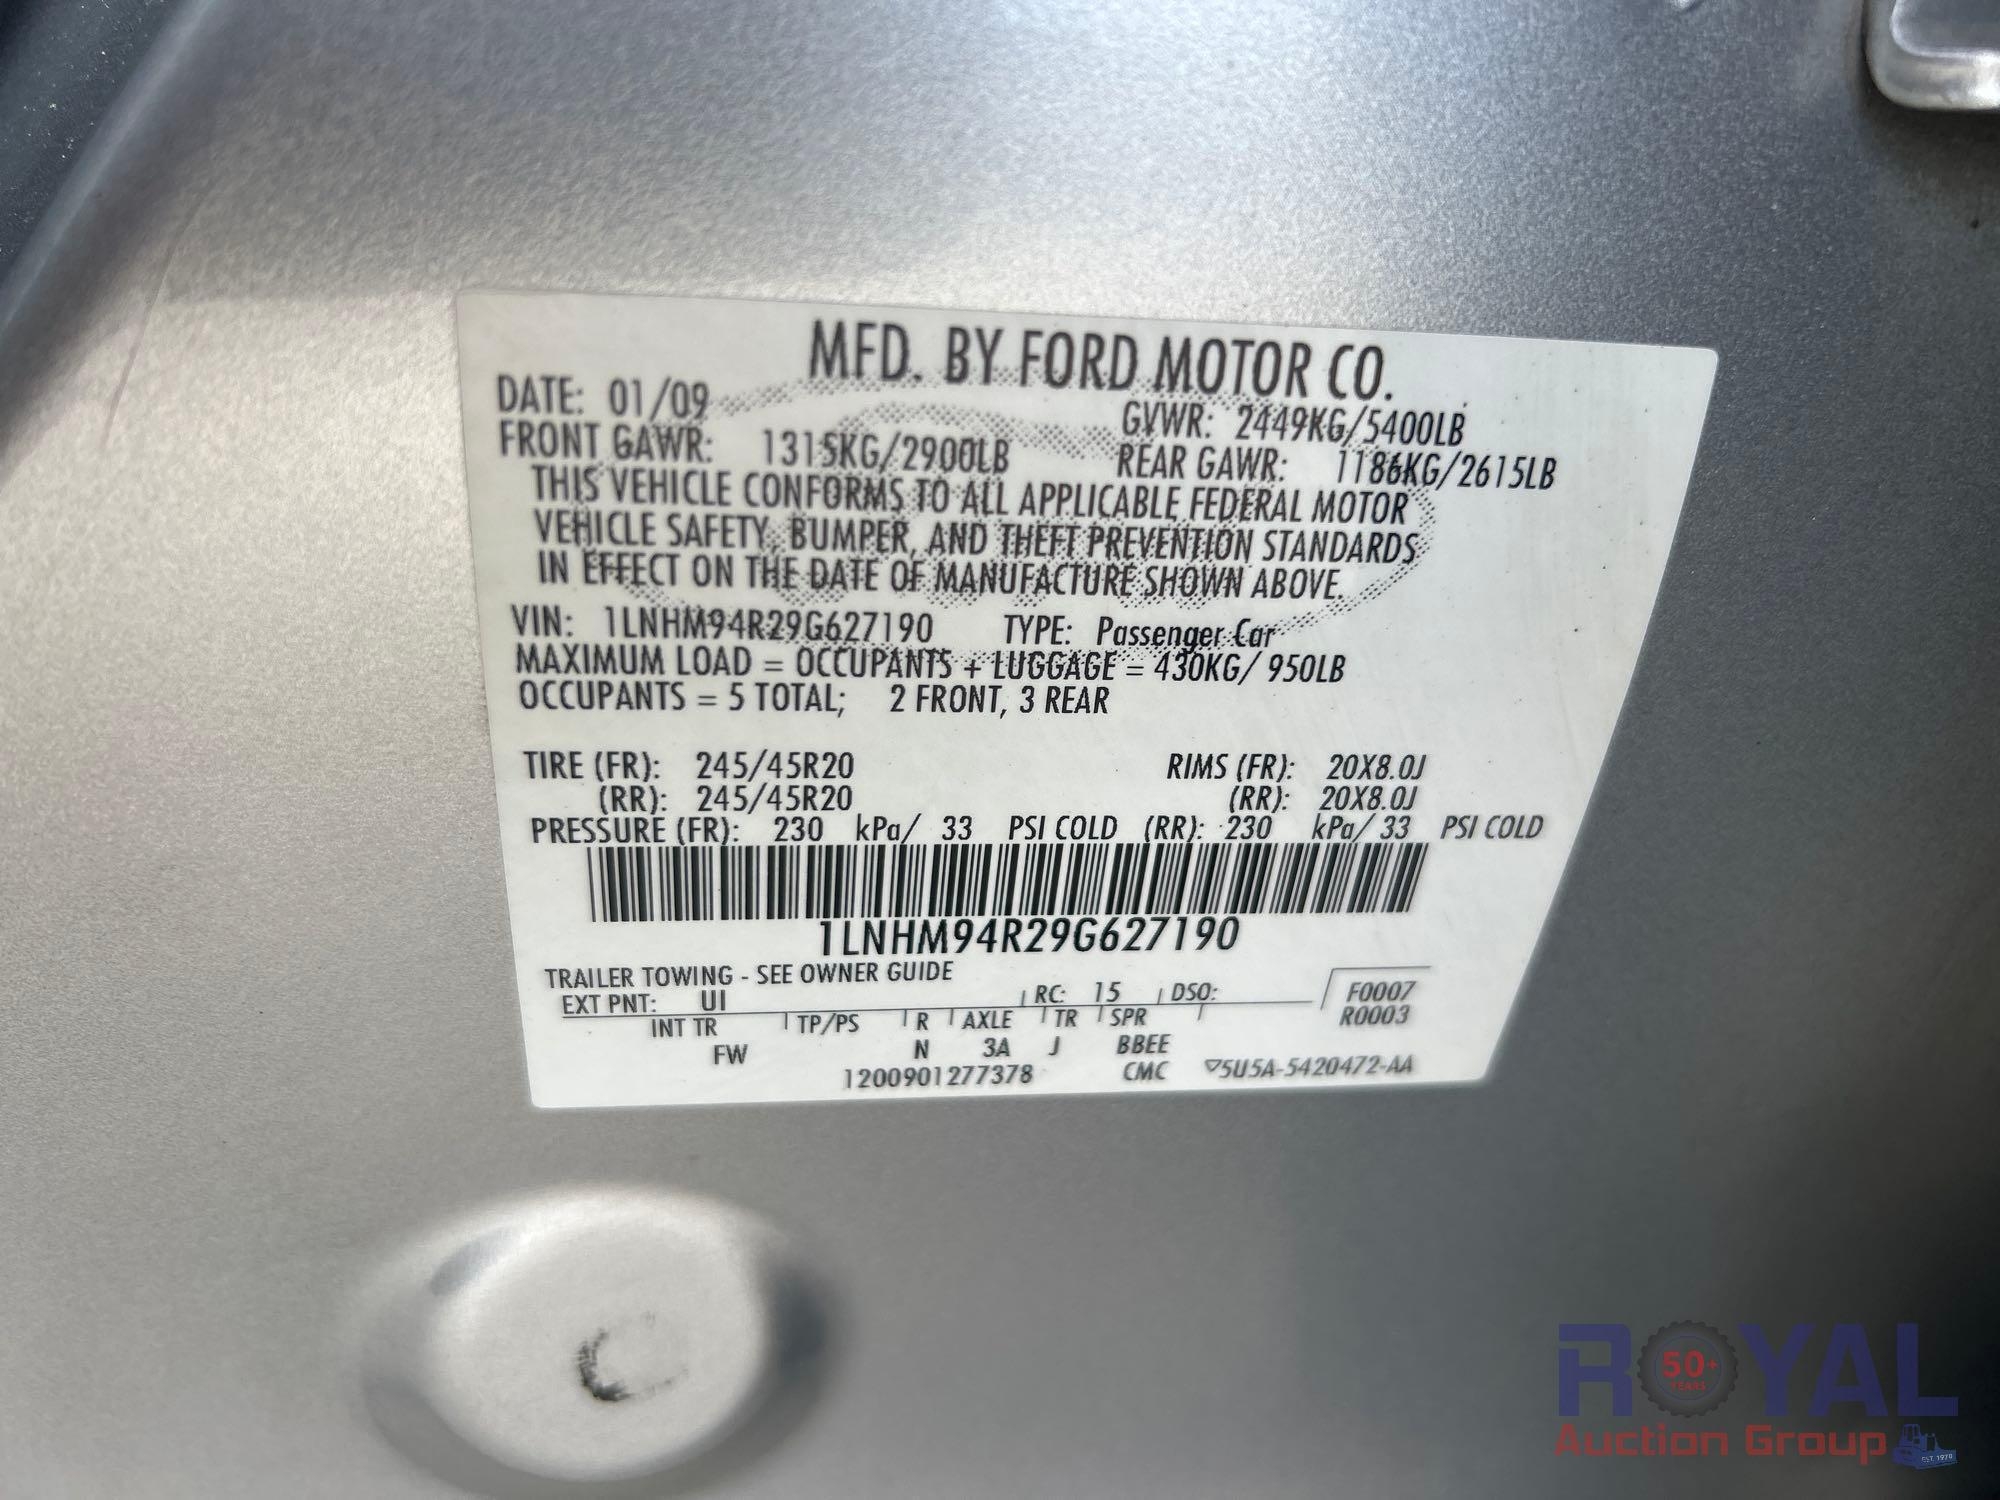 MFD. BY FORD MOTOR CO.
DATE: 01/09 GVWR: 2449KG/5400LB
FRONT GAWR: 1315KG/2900LB REAR GAWR: 1186KG/2615LB
THIS VEHICLE CONFORMS TO ALL APPLICABLE FEDERAL MOTOR
VEHICLE SAFETY, BUMPER, AND THEFT PREVENTION STANDARDS
IN EFFECT ON THE DATE OF MANUFACTURE SHOWN ABOVE.
VIN: 1LNHM94R29G627190 TYPE: Passenger Car
MAXIMUM LOAD = OCCUPANTS + LUGGAGE = 430KG/ 950LB
OCCUPANTS = 5 TOTAL; 2 FRONT, 3 REAR
TIRE (FR): 245/45R20 RIMS (FR): 20X8.0J
(RR): 245/45R20 (RR): 20X8.0J
PRESSURE (FR): 230 kPa/ 33 PSI COLD (RR): 230 kPa/ 33 PSI COLD
1LNHM94R29G627190
TRAILER TOWING - SEE OWNER GUIDE
EXT PNT: UI RC: 15 DSO: F0007
INT TR TP/PS R AXLE TR SPR R0003
FW N 3A J BBEE
1200901277378 CMC ▽5U5A-5420472-AA
ROYAL
50+
YEARS
Auction Group
EST. 1970